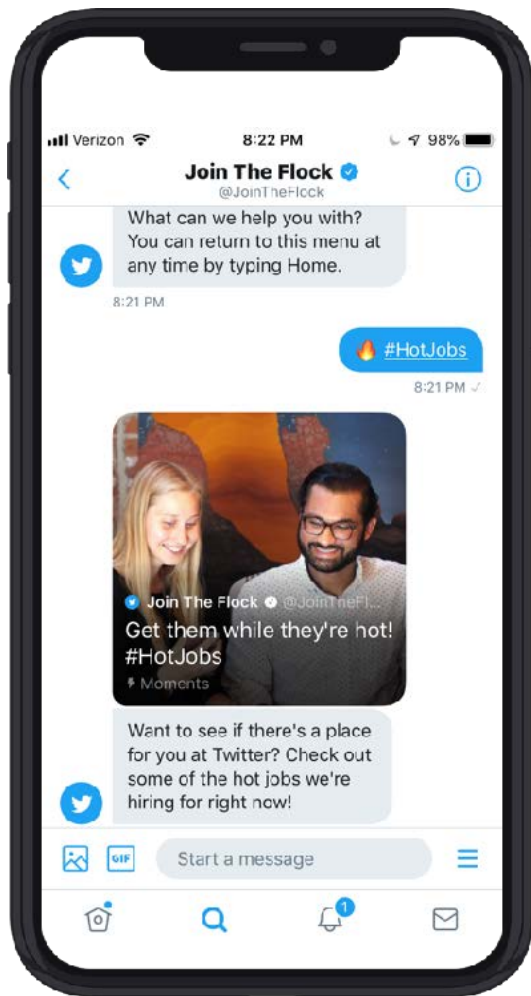 Verizon 8:22 PM 98%
Join The Flock
@JoinTheFlock
What can we help you with?
You can return to this menu at
any time by typing Home.
8:21 PM
🔥 #HotJobs
8:21 PM ✓
Join The Flock @JoinTheFl...
Get them while they're hot!
#HotJobs
Moments
Want to see if there's a place
for you at Twitter? Check out
some of the hot jobs we're
hiring for right now!
GIF Start a message
1